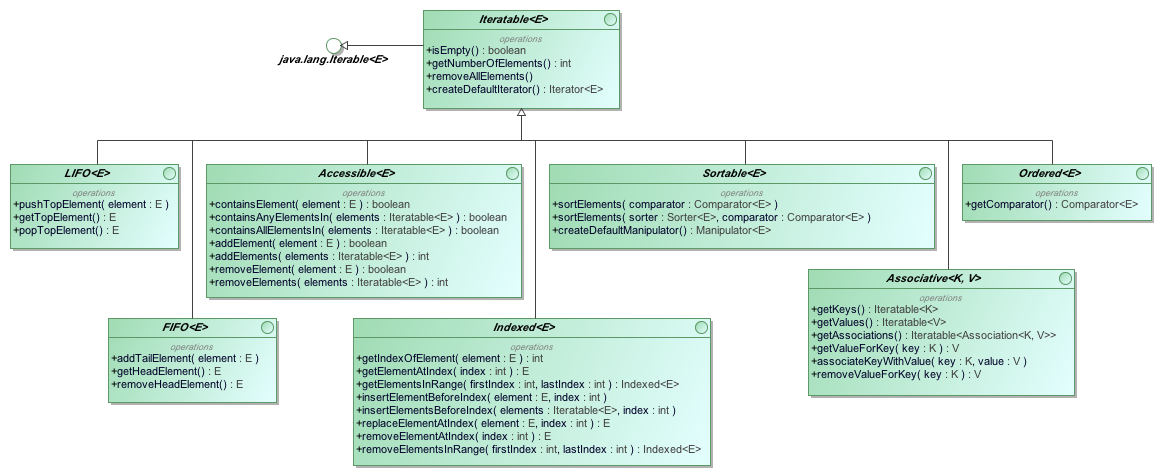 Iteratable<E>
operations
+isEmpty() : boolean
+getNumberOfElements() : int
+removeAllElements()
+createDefaultIterator() : Iterator<E>
java.lang.Iterable<E>
LIFO<E>
operations
+pushTopElement( element : E )
+getTopElement() : E
+popTopElement() : E
Accessible<E>
operations
+containsElement( element : E ) : boolean
+containsAnyElementsIn( elements : Iteratable<E> ) : boolean
+containsAllElementsIn( elements : Iteratable<E> ) : boolean
+addElement( element : E ) : boolean
+addElements( elements : Iteratable<E> ) : int
+removeElement( element : E ) : boolean
+removeElements( elements : Iteratable<E> ) : int
Sortable<E>
operations
+sortElements( comparator : Comparator<E> )
+sortElements( sorter : Sorter<E>, comparator : Comparator<E> )
+createDefaultManipulator() : Manipulator<E>
Ordered<E>
operations
+getComparator() : Comparator<E>
FIFO<E>
operations
+addTailElement( element : E )
+getHeadElement() : E
+removeHeadElement() : E
Indexed<E>
operations
+getIndexOfElement( element : E ) : int
+getElementAtIndex( index : int ) : E
+getElementsInRange( firstIndex : int, lastIndex : int ) : Indexed<E>
+insertElementBeforeIndex( element : E, index : int )
+insertElementsBeforeIndex( elements : Iteratable<E>, index : int )
+replaceElementAtIndex( element : E, index : int ) : E
+removeElementAtIndex( index : int ) : E
+removeElementsInRange( firstIndex : int, lastIndex : int ) : Indexed<E>
Associative<K, V>
operations
+getKeys() : Iteratable<K>
+getValues() : Iteratable<V>
+getAssociations() : Iteratable<Association<K, V>>
+getValueForKey( key : K ) : V
+associateKeyWithValue( key : K, value : V )
+removeValueForKey( key : K ) : V